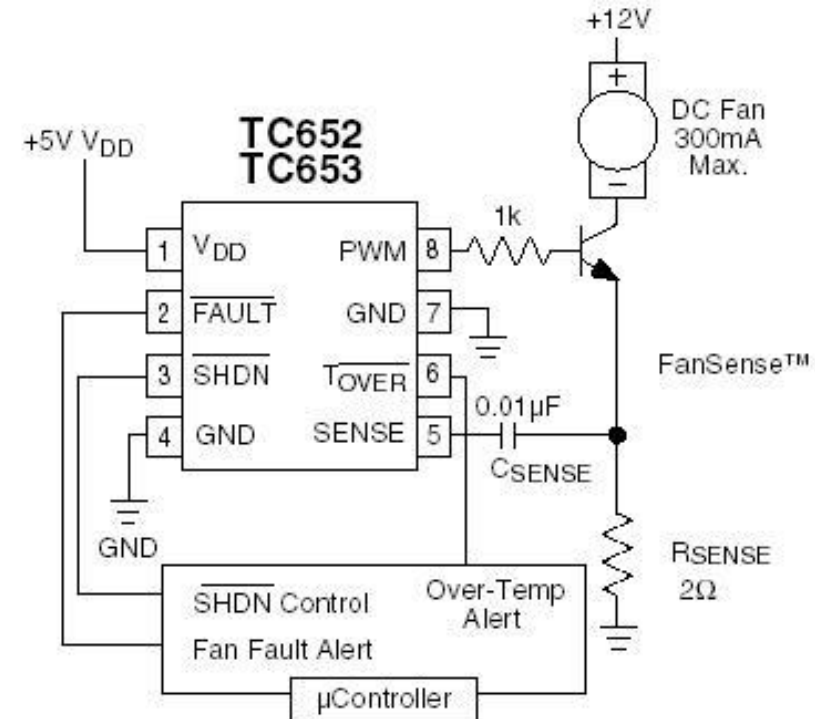 +12V
+
DC Fan
300mA
Max.
–
+5V VDD
TC652
TC653
1k
1 VDD
PWM 8
2 FAULT
GND 7
3 SHDN
TOVER 6
4 GND
SENSE 5
FanSense™
0.01µF
CSENSE
GND
RSENSE
2Ω
SHDN Control
Over-Temp
Alert
Fan Fault Alert
µController